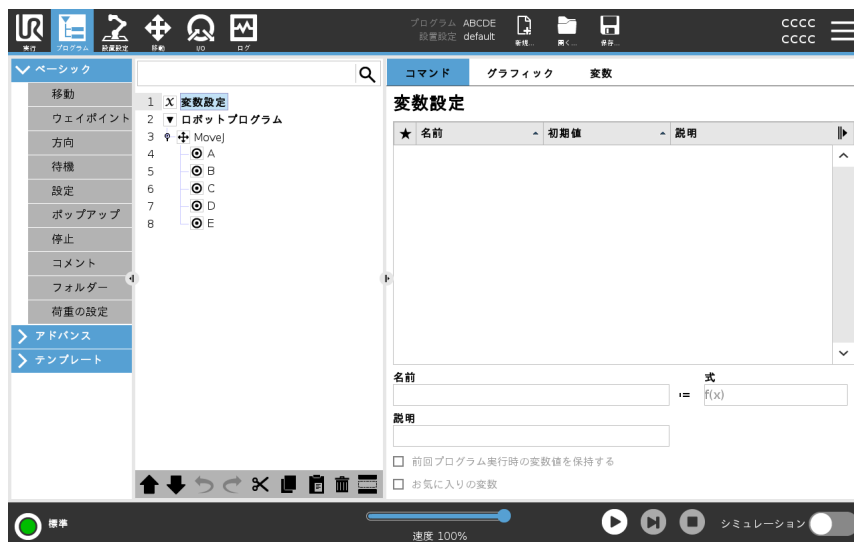 UR
プログラム ABCDE
設置設定 default
CCCC
CCCC
実行 プログラム 設置設定 移動 I/O ログ 新規... 開く... 保存...
ベーシック
移動
ウェイポイント
方向
待機
設定
ポップアップ
停止
コメント
フォルダー
荷重の設定
アドバンス
テンプレート
1 X 変数設定
2 ▼ ロボットプログラム
3 MoveJ
4 A
5 B
6 C
7 D
8 E
コマンド グラフィック 変数
変数設定
★ 名前 初期値 説明
名前 式
:= f(x)
説明
前回プログラム実行時の変数値を保持する
お気に入りの変数
標準
速度 100%
シミュレーション